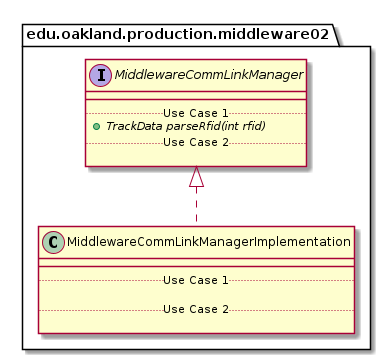 edu.oakland.production.middleware02
I MiddlewareCommLinkManager
Use Case 1
TrackData parseRfid(int rfid)
Use Case 2
C MiddlewareCommLinkManagerImplementation
Use Case 1
Use Case 2